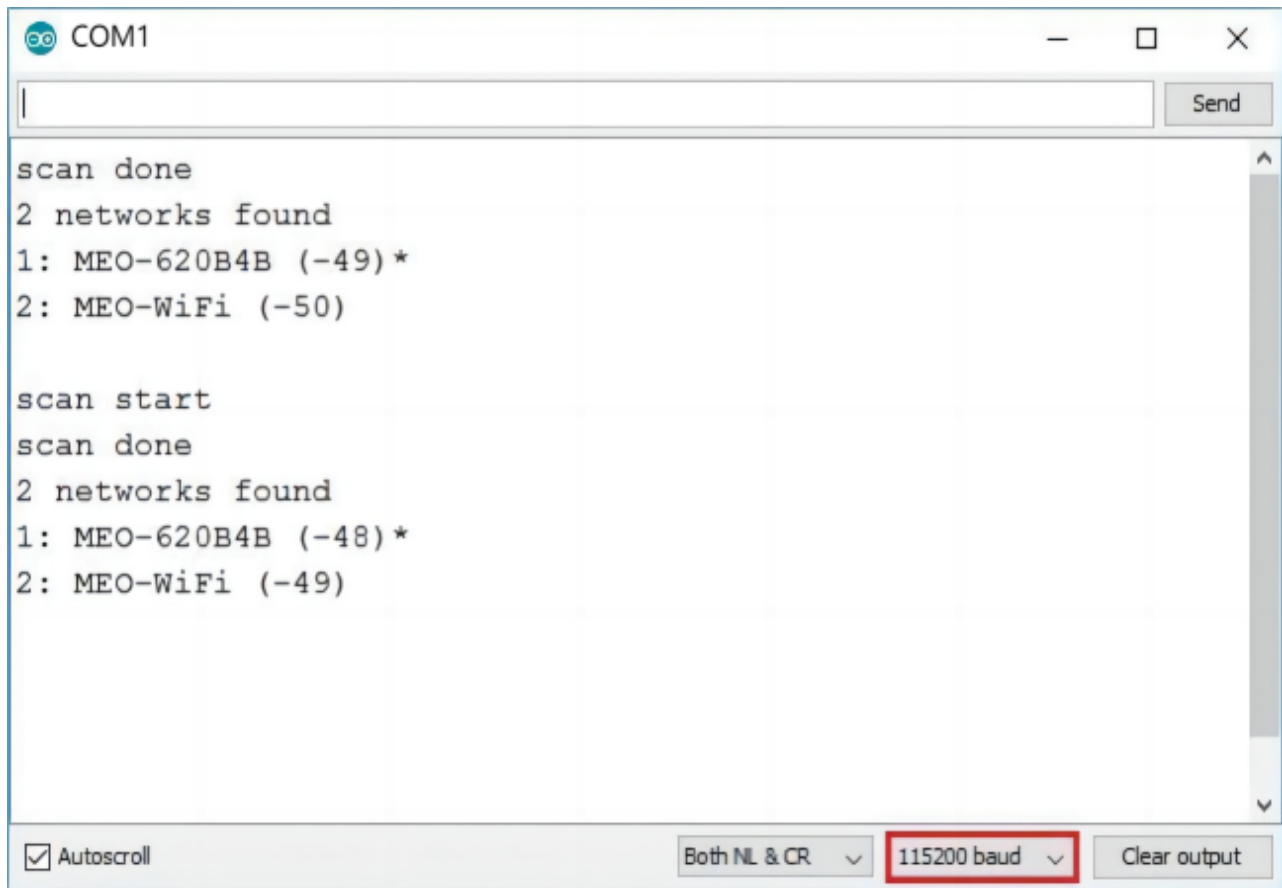 COM1
Send
scan done
2 networks found
1: MEO-620B4B (-49)*
2: MEO-WiFi (-50)
scan start
scan done
2 networks found
1: MEO-620B4B (-48)*
2: MEO-WiFi (-49)
Autoscroll
Both NL & CR
115200 baud
Clear output